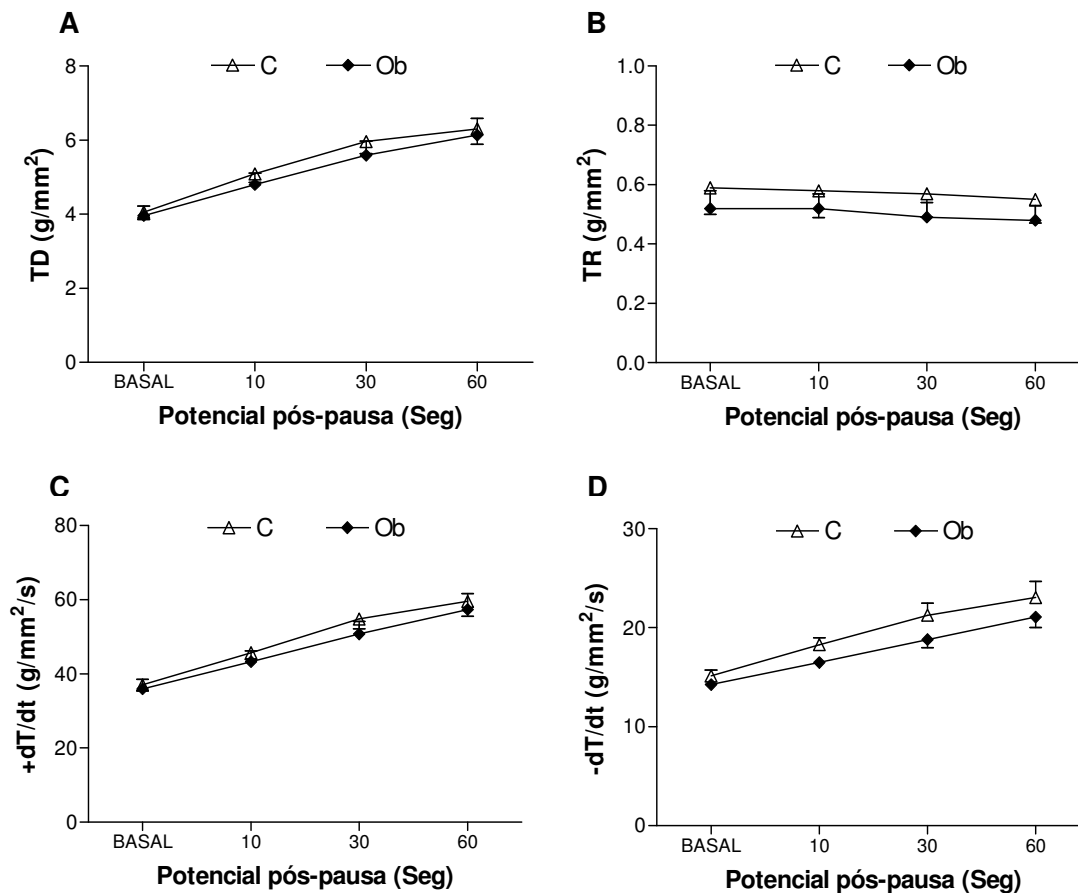 A
C Ob
8
6
4
2
0
TD (g/mm²)
BASAL 10 30 60
Potencial pós-pausa (Seg)
B
C Ob
1.0
0.8
0.6
0.4
0.2
0.0
TR (g/mm²)
BASAL 10 30 60
Potencial pós-pausa (Seg)
C
C Ob
80
60
40
20
0
+dT/dt (g/mm²/s)
BASAL 10 30 60
Potencial pós-pausa (Seg)
D
C Ob
30
20
10
0
-dT/dt (g/mm²/s)
BASAL 10 30 60
Potencial pós-pausa (Seg)